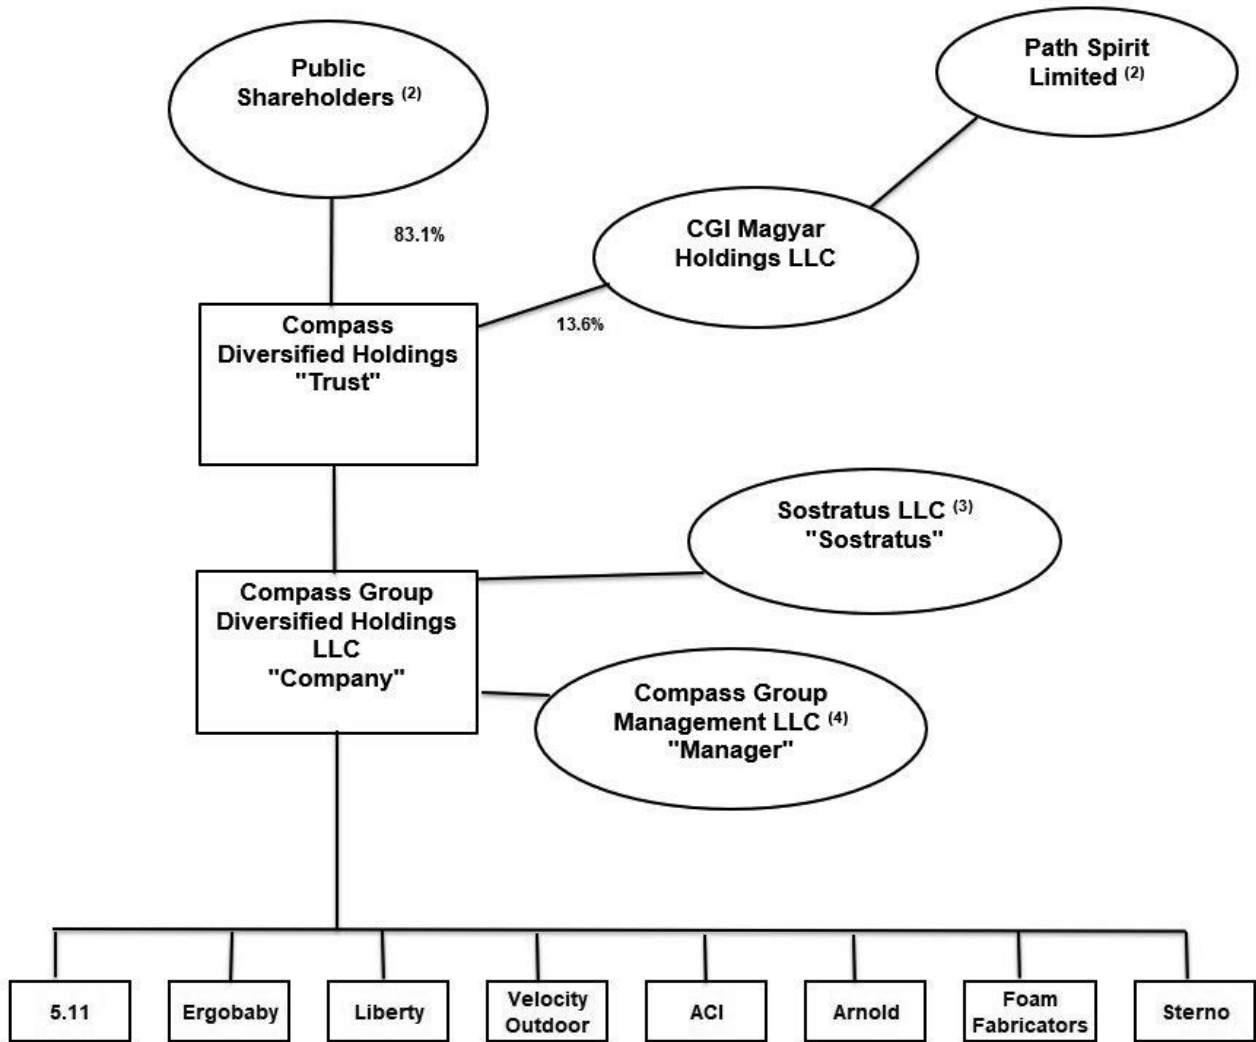 Public
Shareholders (2)
Path Spirit
Limited (2)
83.1%
CGI Magyar
Holdings LLC
13.6%
Compass
Diversified Holdings
"Trust"
Sostratus LLC (3)
"Sostratus"
Compass Group
Diversified Holdings
LLC
"Company"
Compass Group
Management LLC (4)
"Manager"
5.11
Ergobaby
Liberty
Velocity
Outdoor
ACI
Arnold
Foam
Fabricators
Sterno